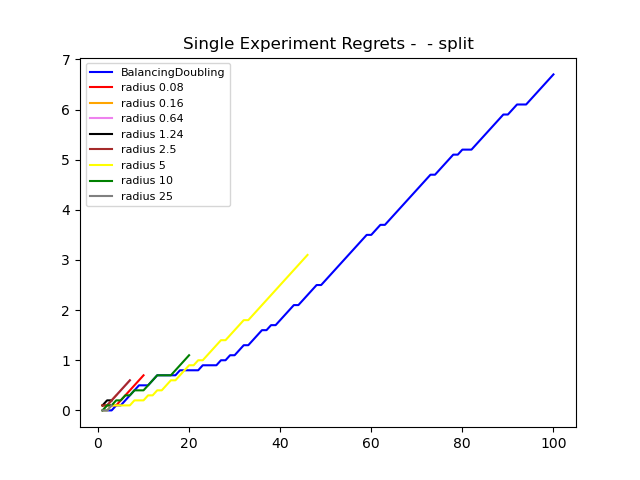 Single Experiment Regrets -  - split
7
6
5
4
3
2
1
0
BalancingDoubling
radius 0.08
radius 0.16
radius 0.64
radius 1.24
radius 2.5
radius 5
radius 10
radius 25
0 20 40 60 80 100